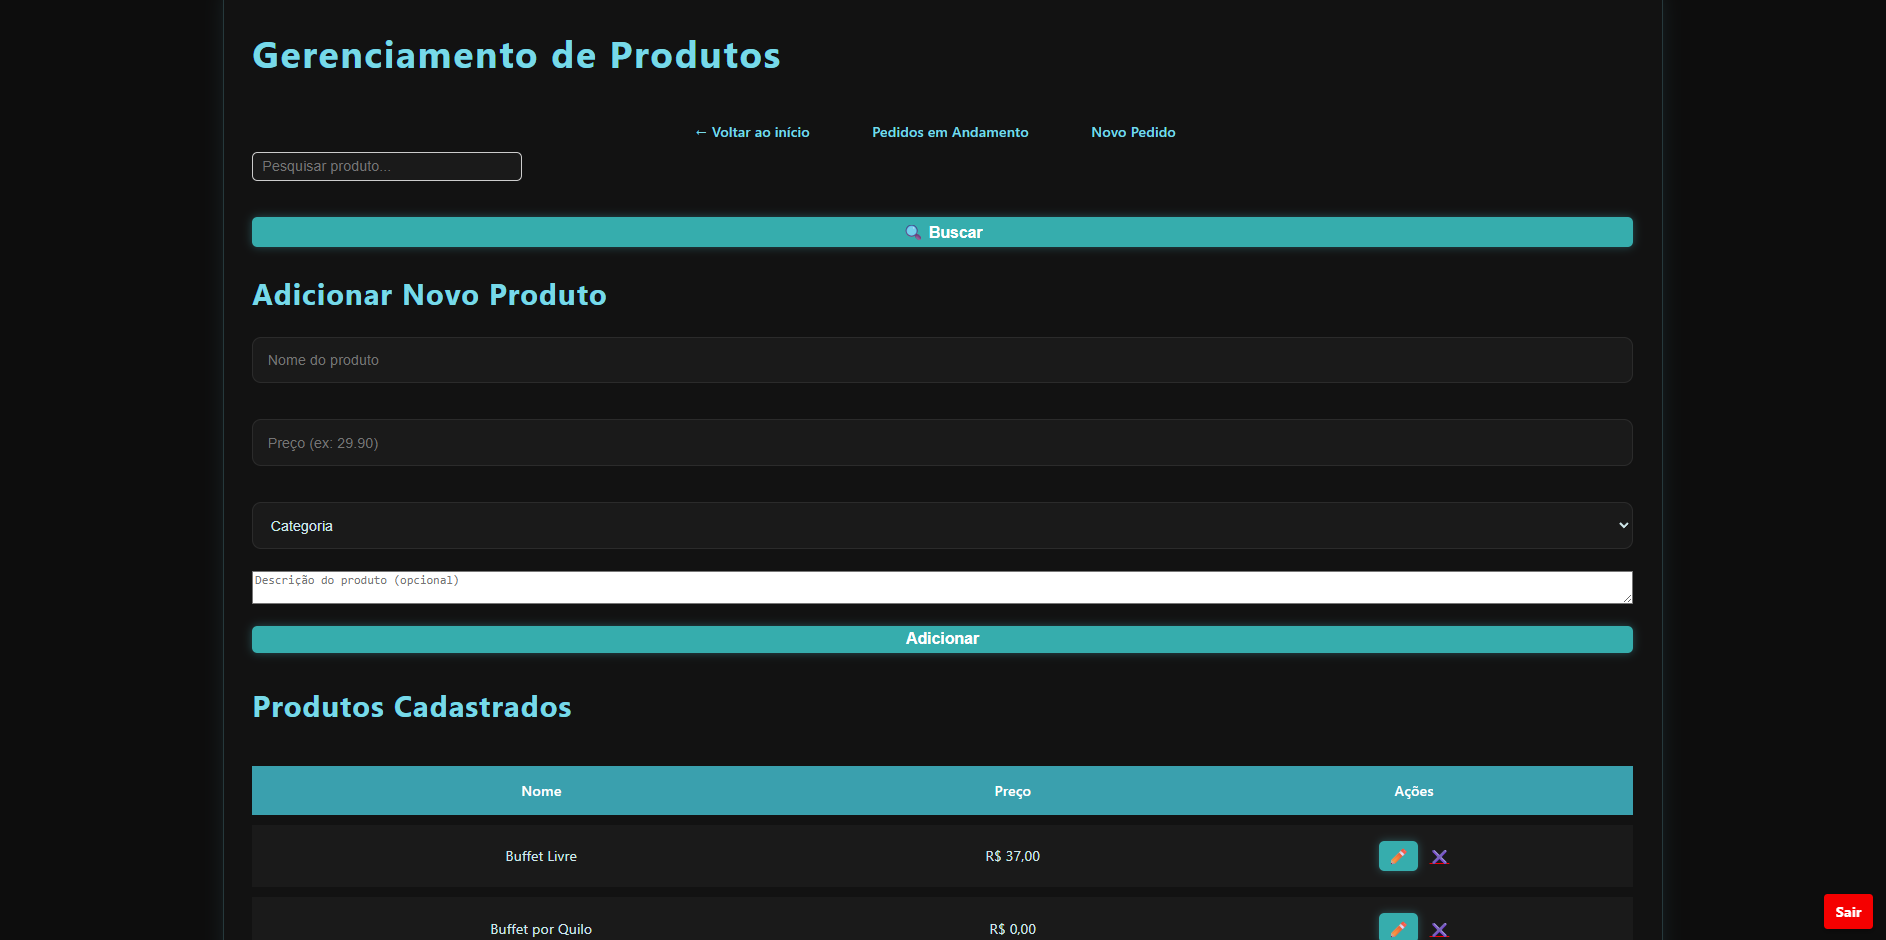 Gerenciamento de Produtos
← Voltar ao início Pedidos em Andamento Novo Pedido
Pesquisar produto...
🔍 Buscar
Adicionar Novo Produto
Nome do produto
Preço (ex: 29.90)
Categoria
Descrição do produto (opcional)
Adicionar
Produtos Cadastrados
Nome Preço Ações
Buffet Livre R$ 37,00
Sair
Buffet por Quilo R$ 0,00